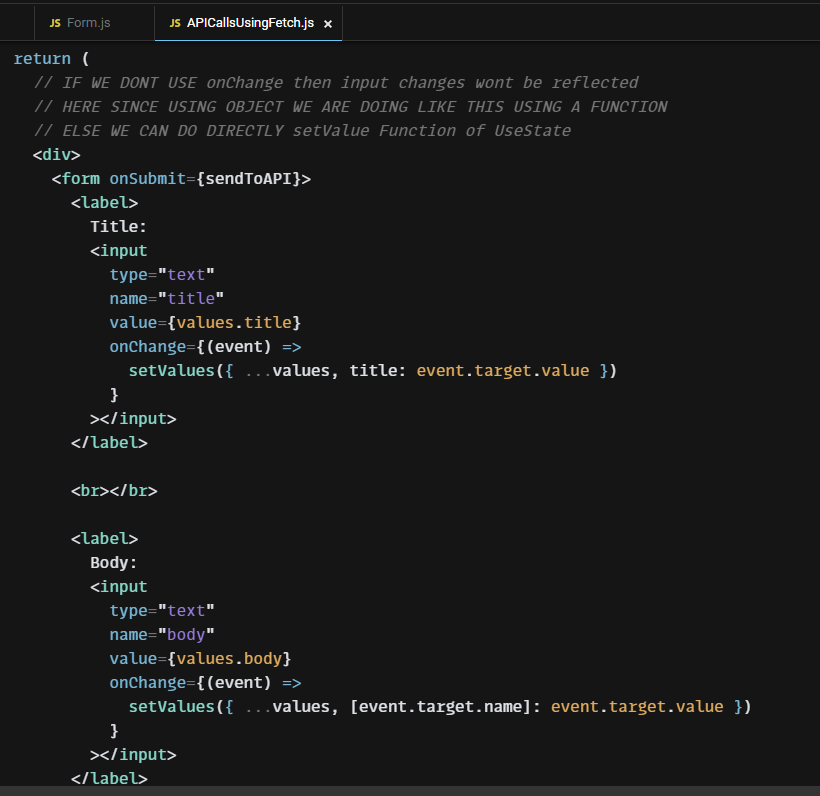 JS Form.js
JS APICallsUsingFetch.js ×
return (
// IF WE DONT USE onChange then input changes wont be reflected
// HERE SINCE USING OBJECT WE ARE DOING LIKE THIS USING A FUNCTION
// ELSE WE CAN DO DIRECTLY setValue Function of UseState
<div>
<form onSubmit={sendToAPI}>
<label>
Title:
<input
type="text"
name="title"
value={values.title}
onChange={(event) =>
setValues({ ...values, title: event.target.value })
}
></input>
</label>
<br></br>
<label>
Body:
<input
type="text"
name="body"
value={values.body}
onChange={(event) =>
setValues({ ...values, [event.target.name]: event.target.value })
}
></input>
</label>